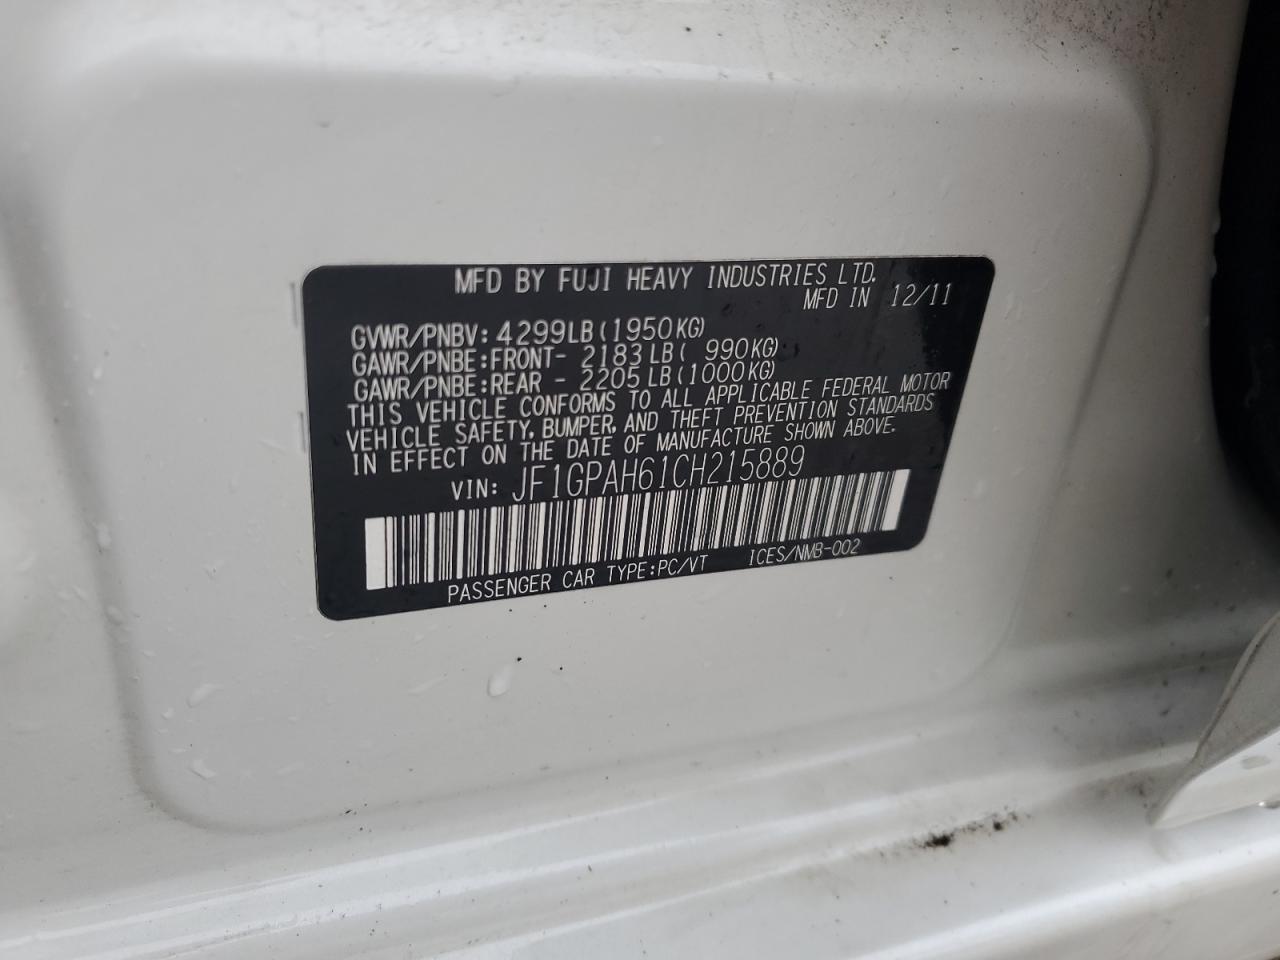 MFD BY FUJI HEAVY INDUSTRIES LTD.
MFD IN 12/11
GVWR/PNBV: 4299LB(1950KG)
GAWR/PNBE:FRONT- 2183LB( 990KG)
GAWR/PNBE:REAR - 2205LB(1000KG)
THIS VEHICLE CONFORMS TO ALL APPLICABLE FEDERAL MOTOR
VEHICLE SAFETY, BUMPER, AND THEFT PREVENTION STANDARDS
IN EFFECT ON THE DATE OF MANUFACTURE SHOWN ABOVE.
VIN: JF1GPAH61CH215889
PASSENGER CAR TYPE:PC/VT ICES/NMB-002